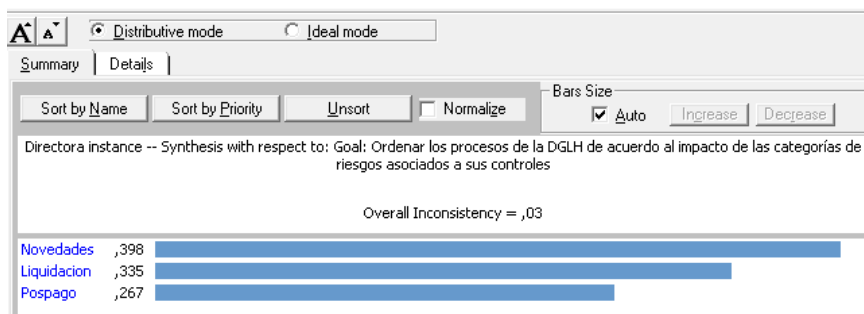 A A
Distributive mode Ideal mode
Summary Details
Bars Size
Sort by Name Sort by Priority Unsort Normalize Auto Increase Decrease
Directora instance -- Synthesis with respect to: Goal: Ordenar los procesos de la DGLH de acuerdo al impacto de las categorías de
riesgos asociados a sus controles
Overall Inconsistency = ,03
Novedades ,398
Liquidacion ,335
Pospago ,267